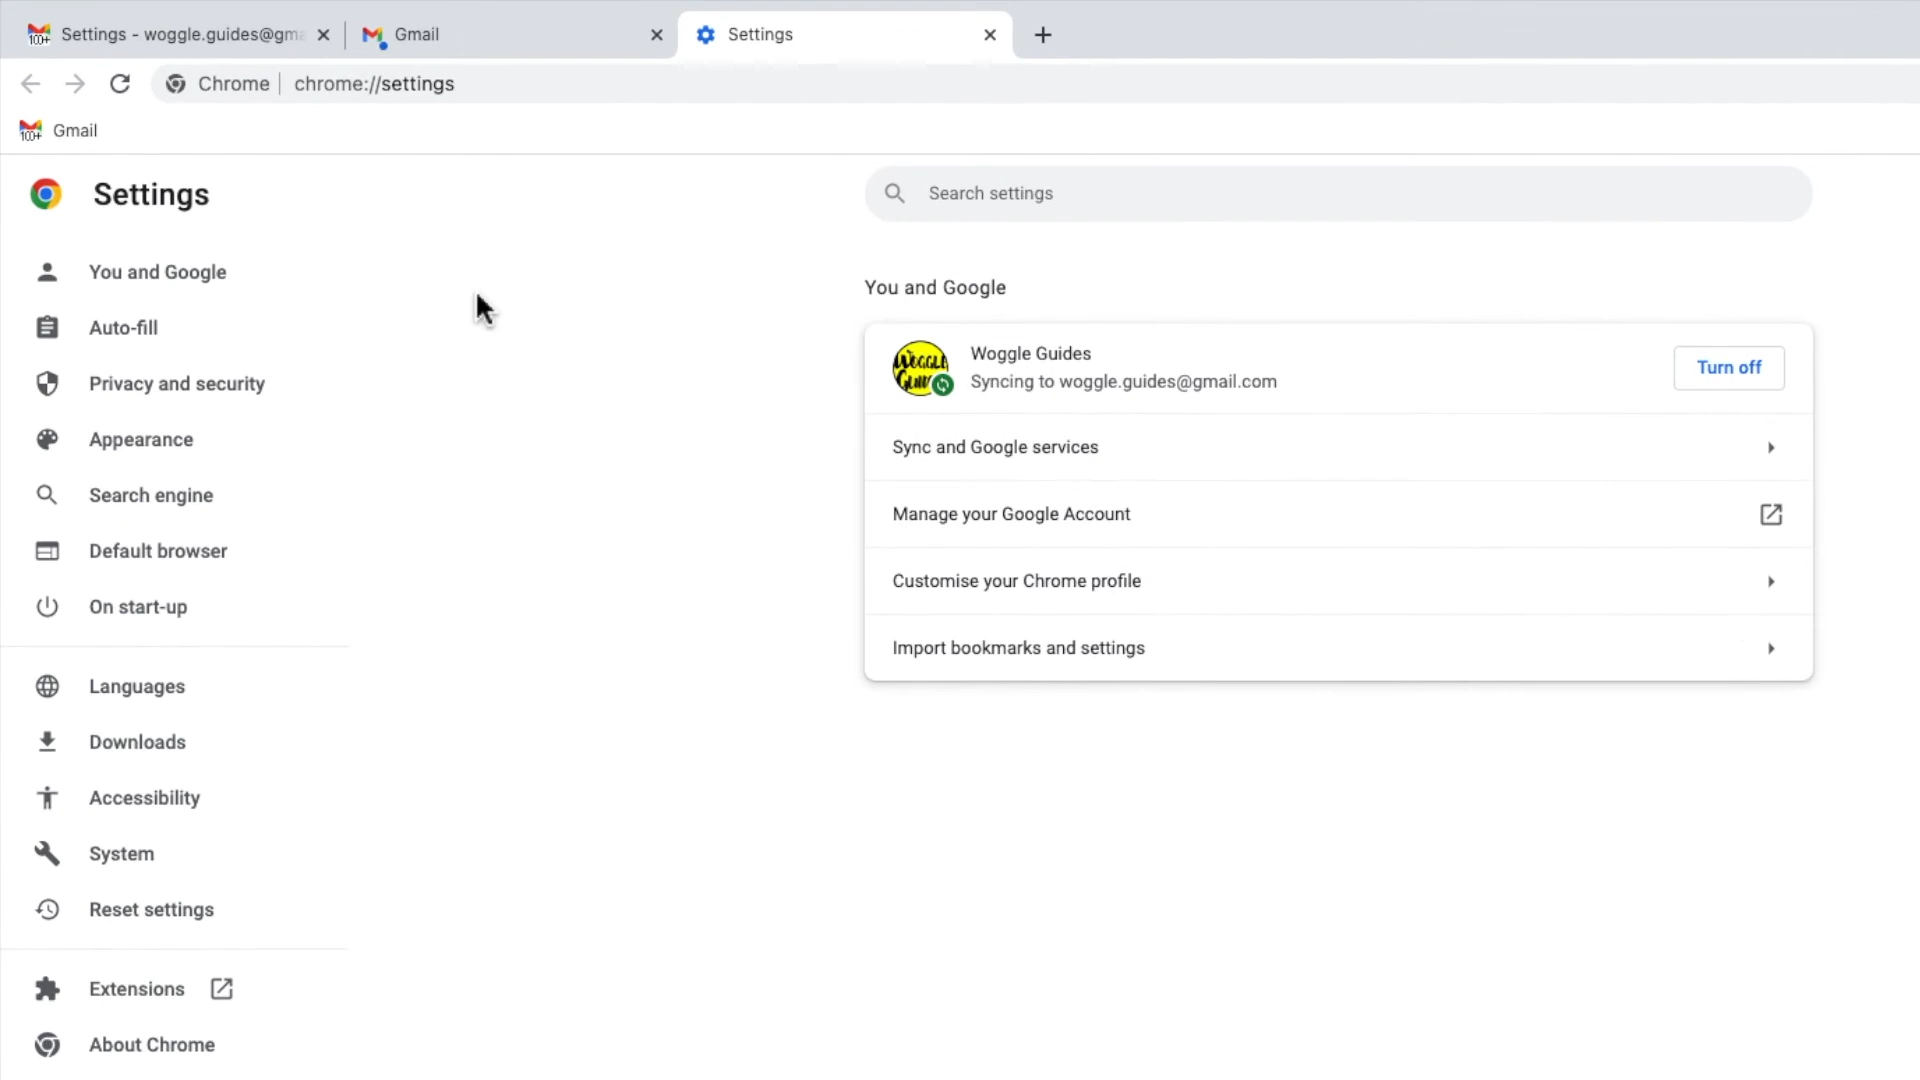 Settings - woggle.guides@gma
Gmail
Settings
Chrome
chrome://settings
100+
Gmail
Settings
Search settings
You and Google
Auto-fill
Privacy and security
Appearance
Search engine
Default browser
On start-up
Languages
Downloads
Accessibility
System
Reset settings
Extensions
About Chrome
You and Google
WOGGLE
Woggle Guides
Syncing to woggle.guides@gmail.com
Turn off
Sync and Google services
Manage your Google Account
Customise your Chrome profile
Import bookmarks and settings